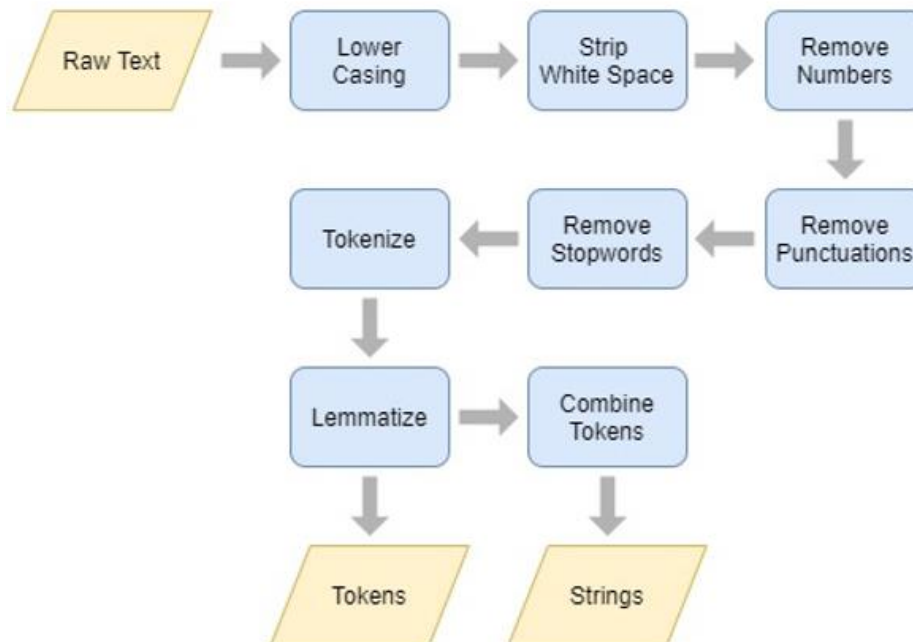 Raw Text
Lower
Casing
Strip
White Space
Remove
Numbers
Remove
Punctuations
Remove
Stopwords
Tokenize
Lemmatize
Combine
Tokens
Tokens
Strings